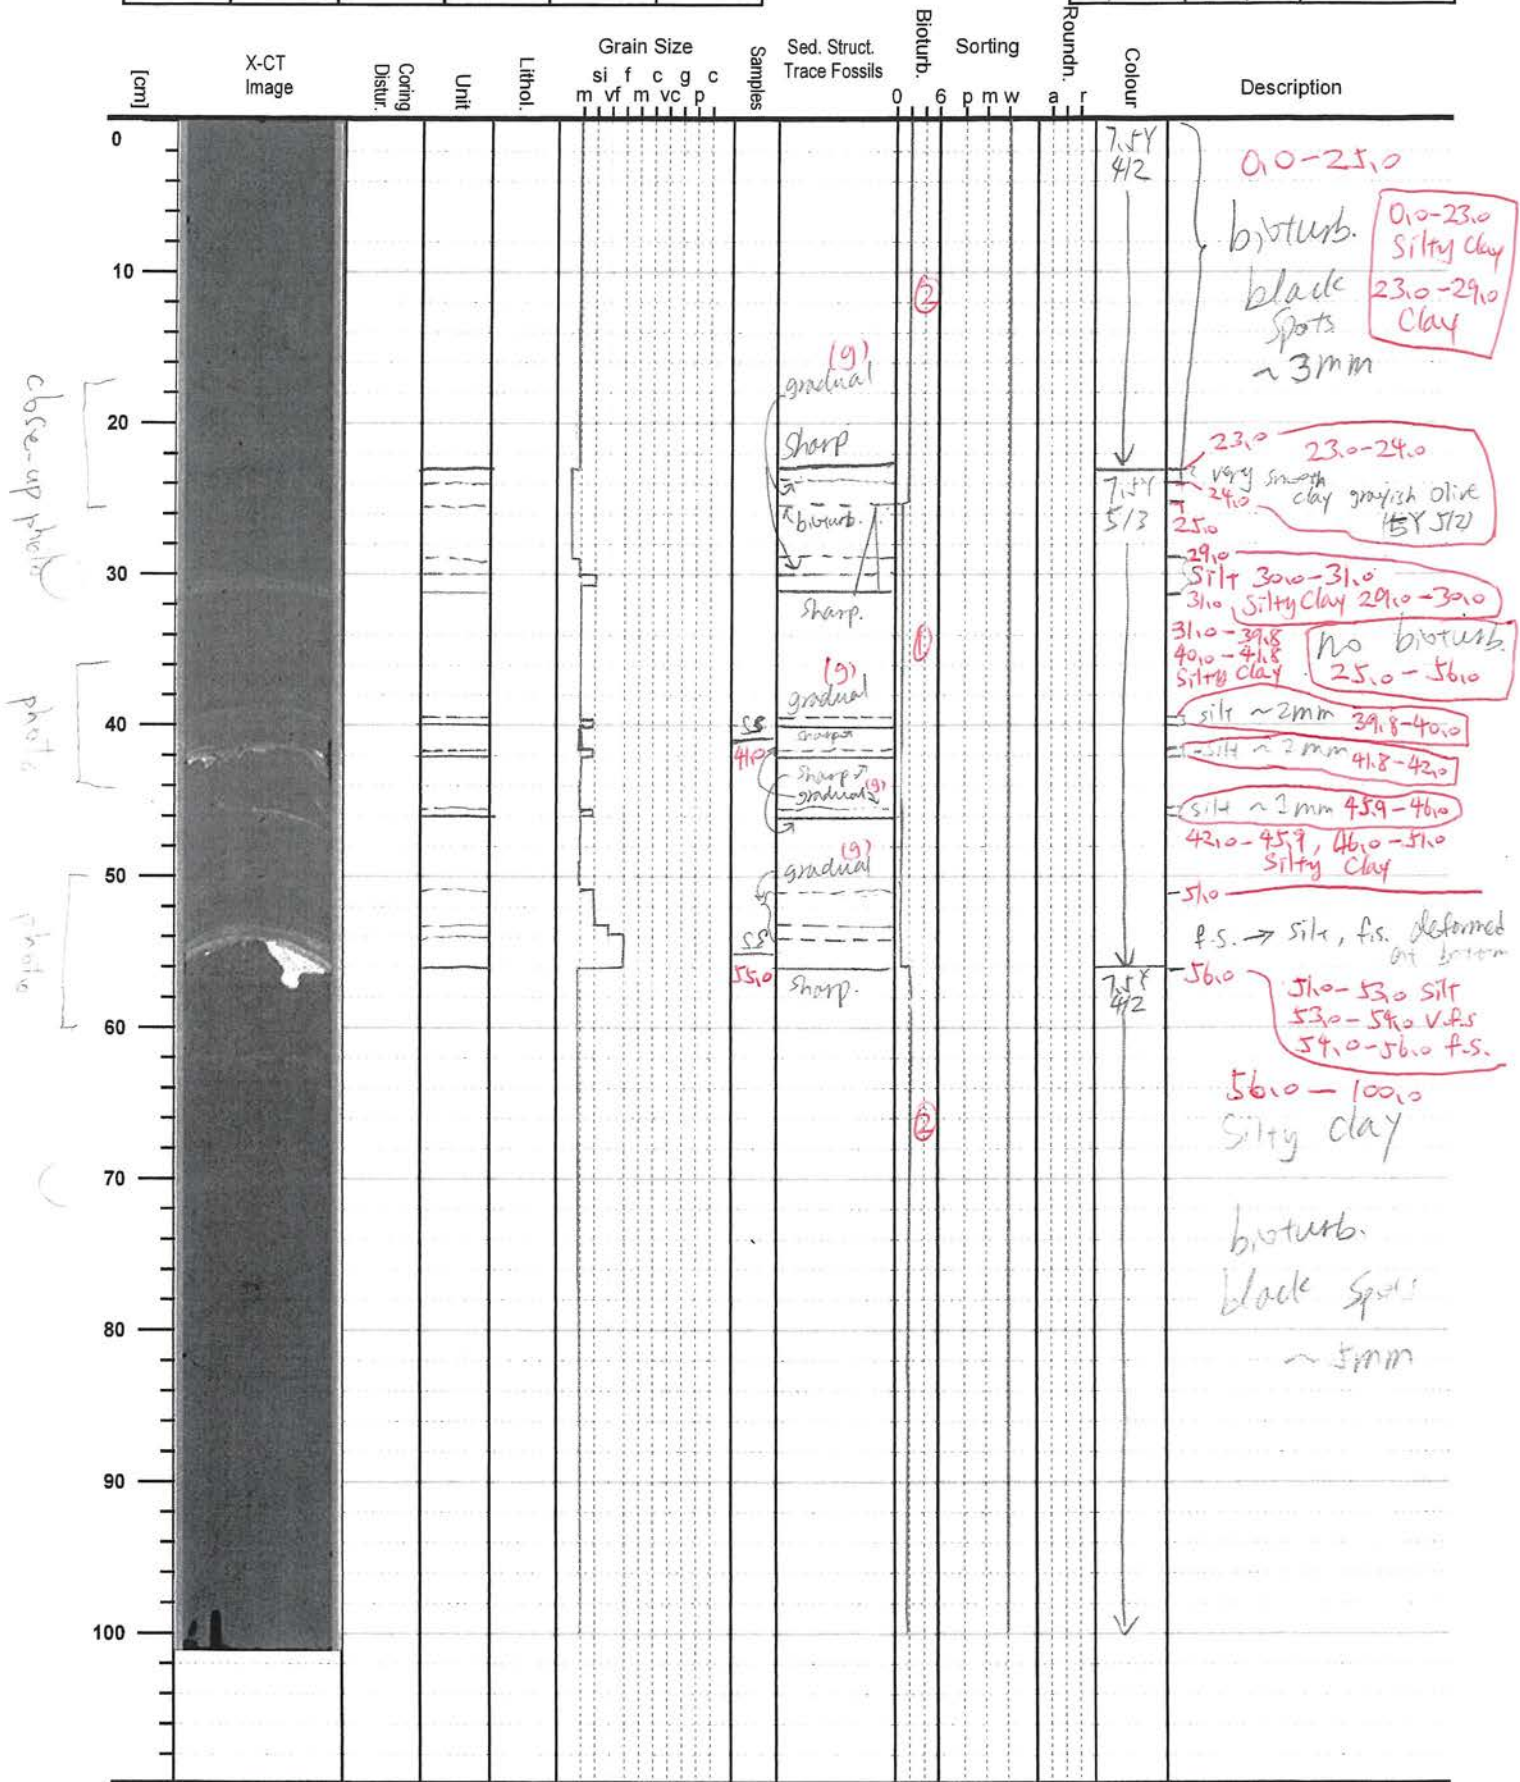 [cm]
X-CT
Image
Coring
Distur.
Unit
Lithol.
Grain Size
si f c g c
m vf m vc p
Samples
Sed. Struct.
Trace Fossils
Bioturb.
0 6
Sorting
p m w
Roundn.
a r
Colour
Description
0
10
20
30
40
50
60
70
80
90
100
close-up photo
photo
photo
(g)
gradual
sharp
bioturb.
sharp.
(g)
gradual
sharp
sharp
gradual (g)
(g)
gradual
sharp.
SS
41.0
SS
55.0
2
1
2
7.5Y
4/2
7.5Y
5/3
7.5Y
4/2
0.0-25.0
bioturb.
black
spots
~3mm
0.0-23.0
Silty Clay
23.0-29.0
Clay
23.0
23.0-24.0
very smooth
clay grayish olive
(5Y 5/2)
24.0
25.0
29.0
Silt 30.0-31.0
31.0
Silty Clay 29.0-30.0
31.0-39.8
40.0-41.8
Silty Clay
no bioturb.
25.0-56.0
silt ~2mm 39.8-40.0
silt ~2mm 41.8-42.0
silt ~1mm 45.9-46.0
42.0-45.9, 46.0-51.0
Silty Clay
51.0
f.s. → silt, f.s. deformed
at bottom
56.0
51.0-53.0 silt
53.0-54.0 v.f.s
54.0-56.0 f.s.
56.0-100.0
Silty clay
bioturb.
black spots
~5mm